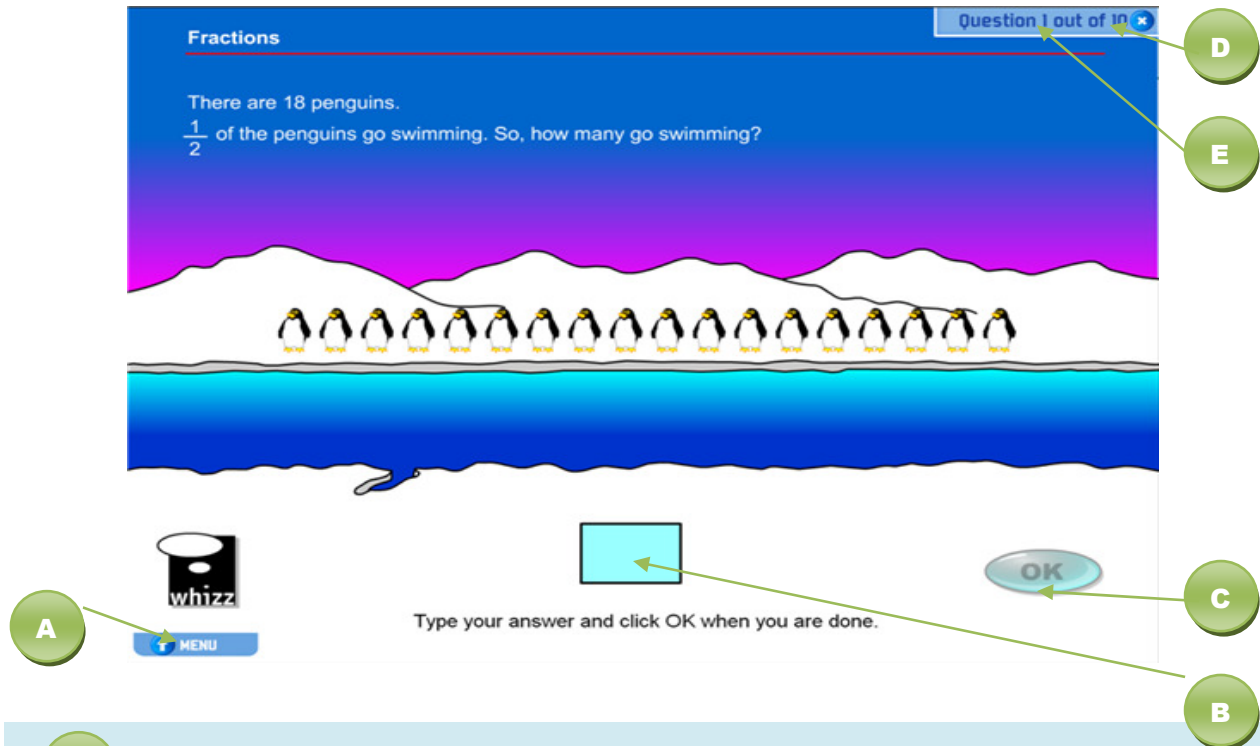 Question 1 out of 10
Fractions
D
There are 18 penguins.
1
2
of the penguins go swimming. So, how many go swimming?
E
whizz
OK
C
A
Type your answer and click OK when you are done.
MENU
B